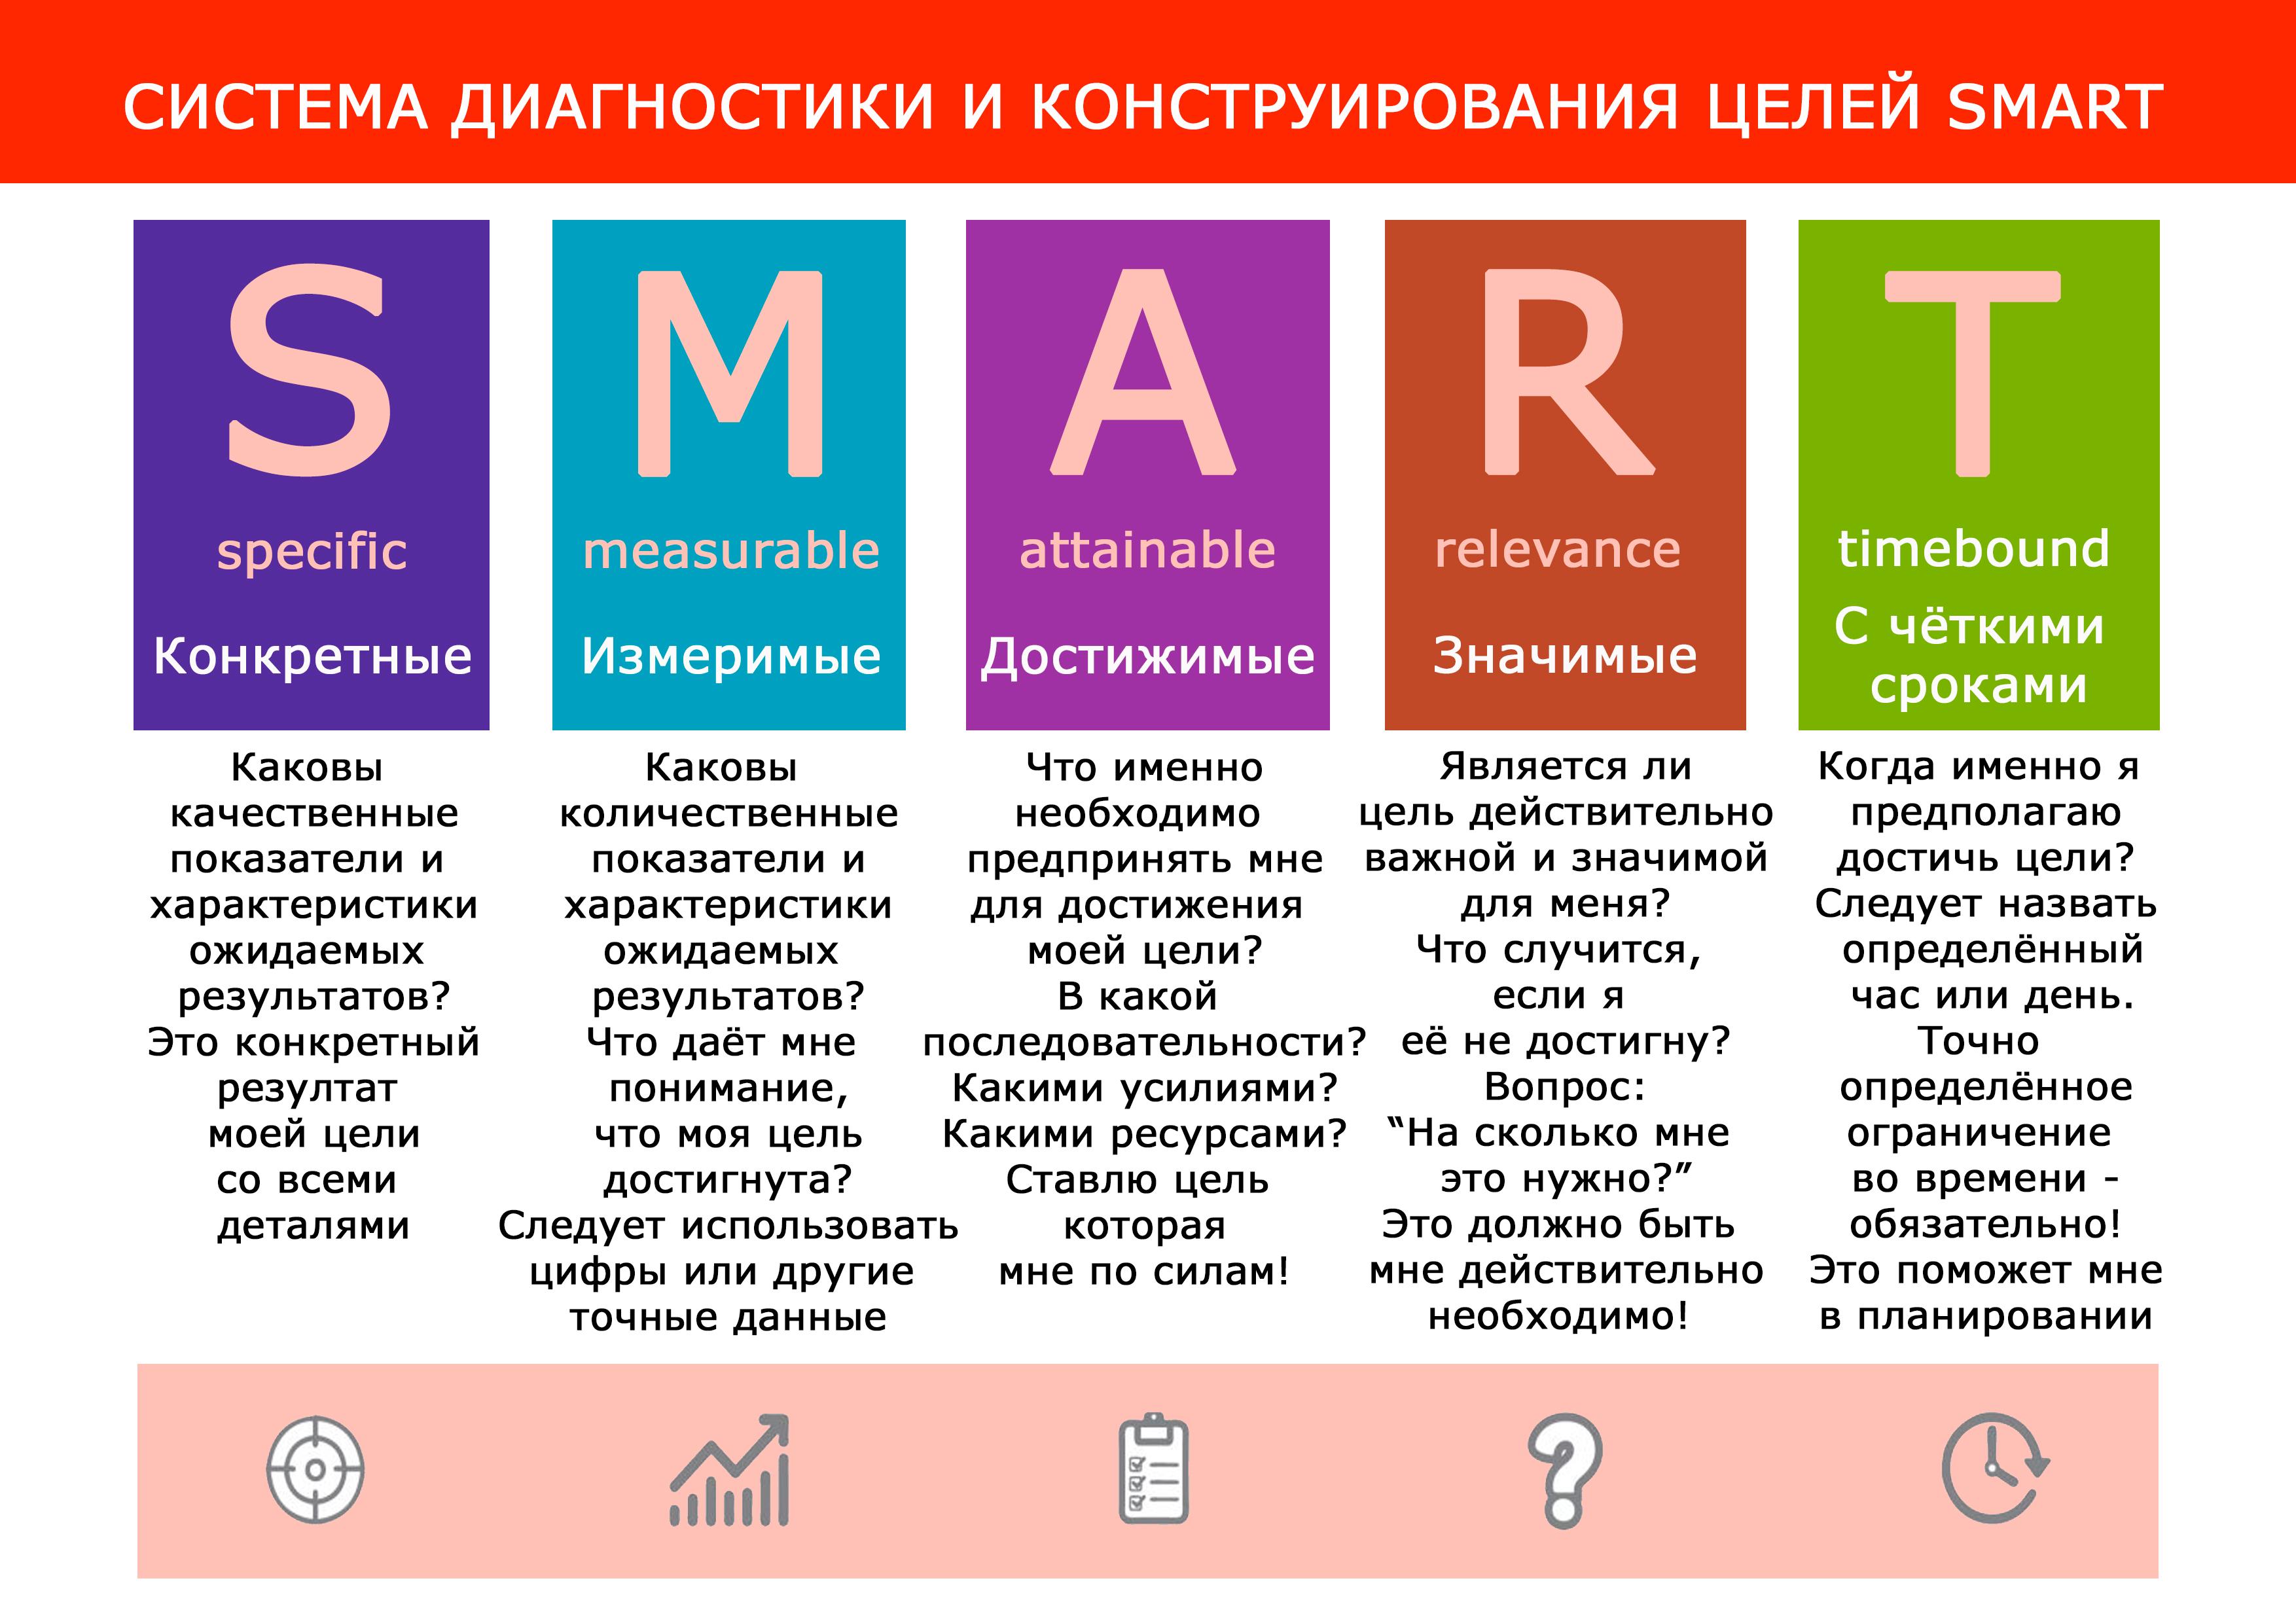 СИСТЕМА ДИАГНОСТИКИ И КОНСТРУИРОВАНИЯ ЦЕЛЕЙ SMART
S
specific
Конкретные
Каковы
качественные
показатели и
характеристики
ожидаемых
результатов?
Это конкретный
резултат
моей цели
со всеми
деталями
M
measurable
Измеримые
Каковы
количественные
показатели и
характеристики
ожидаемых
результатов?
Что даёт мне
понимание,
что моя цель
достигнута?
Следует использовать
цифры или другие
точные данные
A
attainable
Достижимые
Что именно
необходимо
предпринять мне
для достижения
моей цели?
В какой
последовательности?
Какими усилиями?
Какими ресурсами?
Ставлю цель
которая
мне по силам!
R
relevance
Значимые
Является ли
цель действительно
важной и значимой
для меня?
Что случится,
если я
её не достигну?
Вопрос:
“На сколько мне
это нужно?”
Это должно быть
мне действительно
необходимо!
T
timebound
С чёткими
сроками
Когда именно я
предполагаю
достичь цели?
Следует назвать
определённый
час или день.
Точно
определённое
ограничение
во времени -
обязательно!
Это поможет мне
в планировании